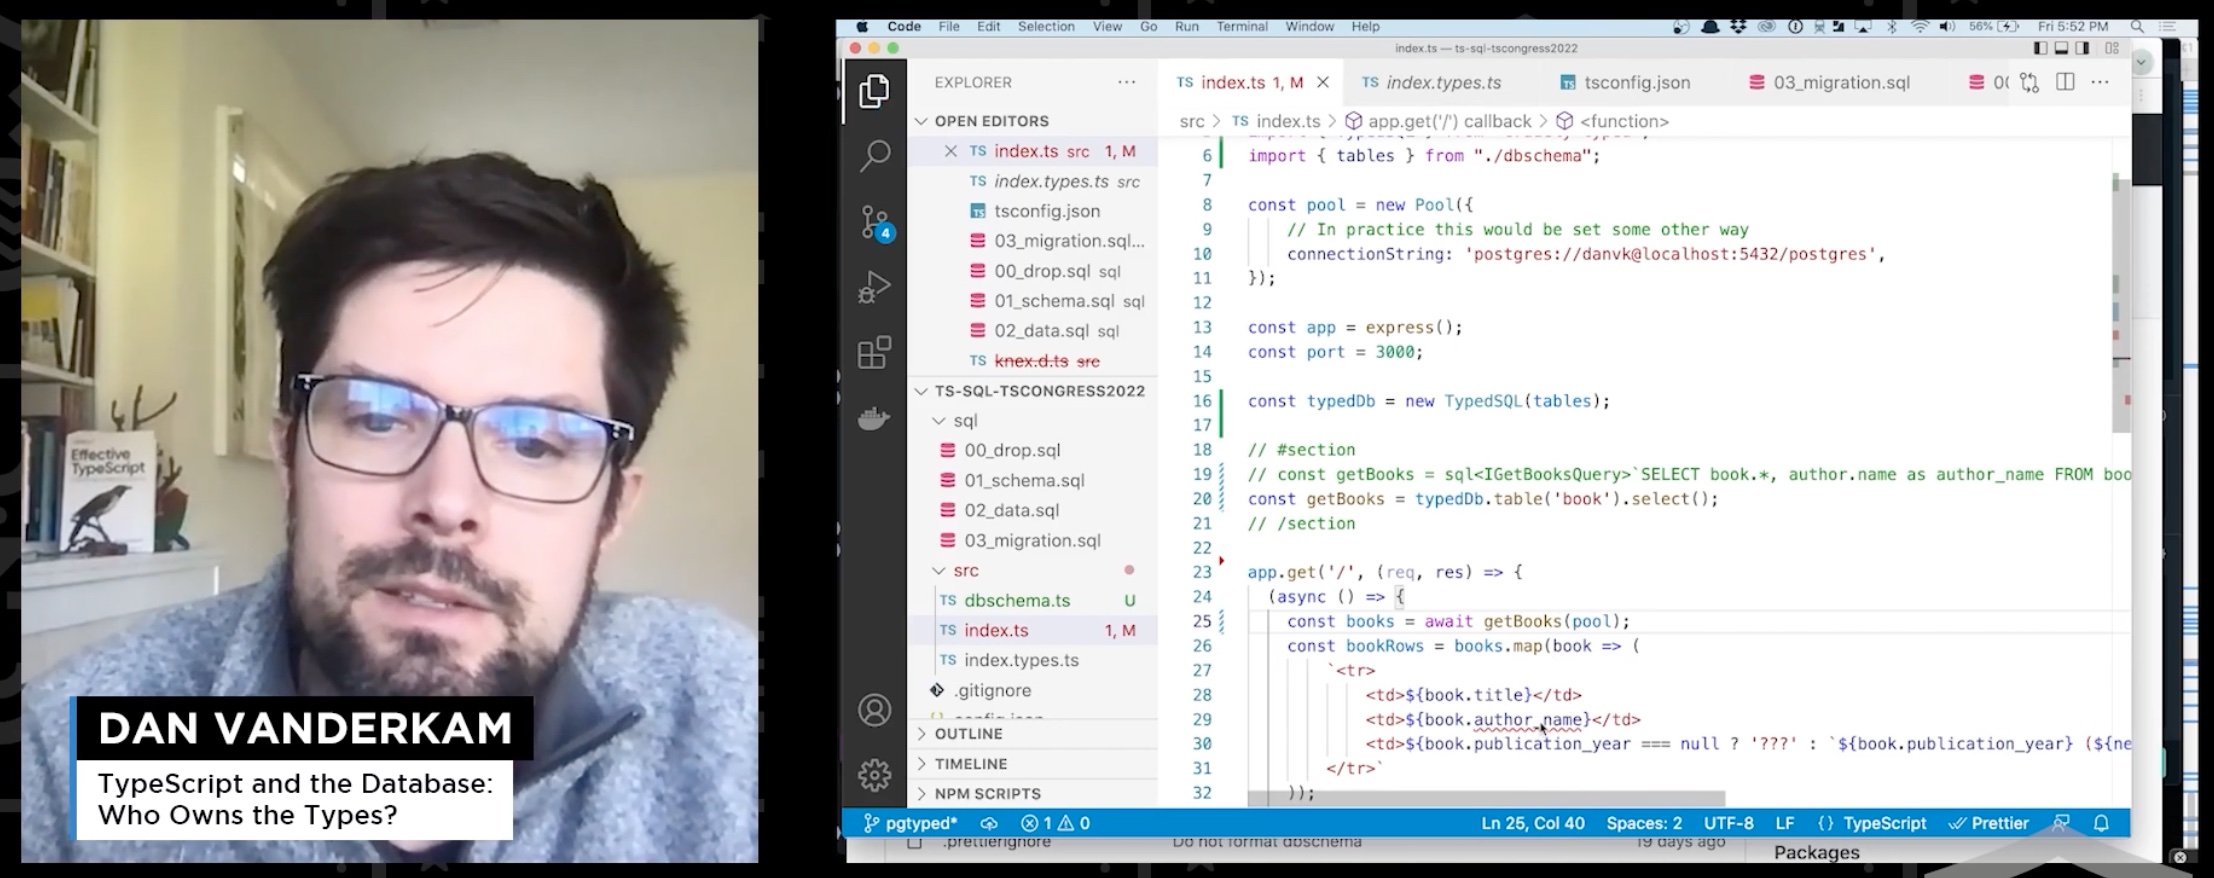 Effective
TypeScript
DAN VANDERKAM
TypeScript and the Database:
Who Owns the Types?
Code File Edit Selection View Go Run Terminal Window Help 56% Fri 5:52 PM
index.ts — ts-sql-tscongress2022
EXPLORER ···
OPEN EDITORS
TS index.ts src 1, M
TS index.types.ts src
TS tsconfig.json
03_migration.sql...
00_drop.sql sql
01_schema.sql sql
02_data.sql sql
TS knex.d.ts src
TS-SQL-TSCONGRESS2022
sql
00_drop.sql
01_schema.sql
02_data.sql
03_migration.sql
src
TS dbschema.ts U
TS index.ts 1, M
TS index.types.ts
.gitignore
OUTLINE
TIMELINE
NPM SCRIPTS
4
TS index.ts 1, M TS index.types.ts TS tsconfig.json 03_migration.sql 00 ···
src > TS index.ts > app.get('/') callback > <function>
6 import { tables } from "./dbschema";
7
8 const pool = new Pool({
9 // In practice this would be set some other way
10 connectionString: 'postgres://danvk@localhost:5432/postgres',
11 });
12
13 const app = express();
14 const port = 3000;
15
16 const typedDb = new TypedSQL(tables);
17
18 // #section
19 // const getBooks = sql<IGetBooksQuery>`SELECT book.*, author.name as author_name FROM boo
20 const getBooks = typedDb.table('book').select();
21 // /section
22
23 app.get('/', (req, res) => {
24 (async () => {
25 const books = await getBooks(pool);
26 const bookRows = books.map(book => (
27 `<tr>
28 <td>${book.title}</td>
29 <td>${book.author_name}</td>
30 <td>${book.publication_year === null ? '???' : `${book.publication_year} (${ne
31 </tr>`
32 ));
pgtyped* 1 0 Ln 25, Col 40 Spaces: 2 UTF-8 LF {} TypeScript Prettier
.prettierignore Do not format dbschema 19 days ago
Packages